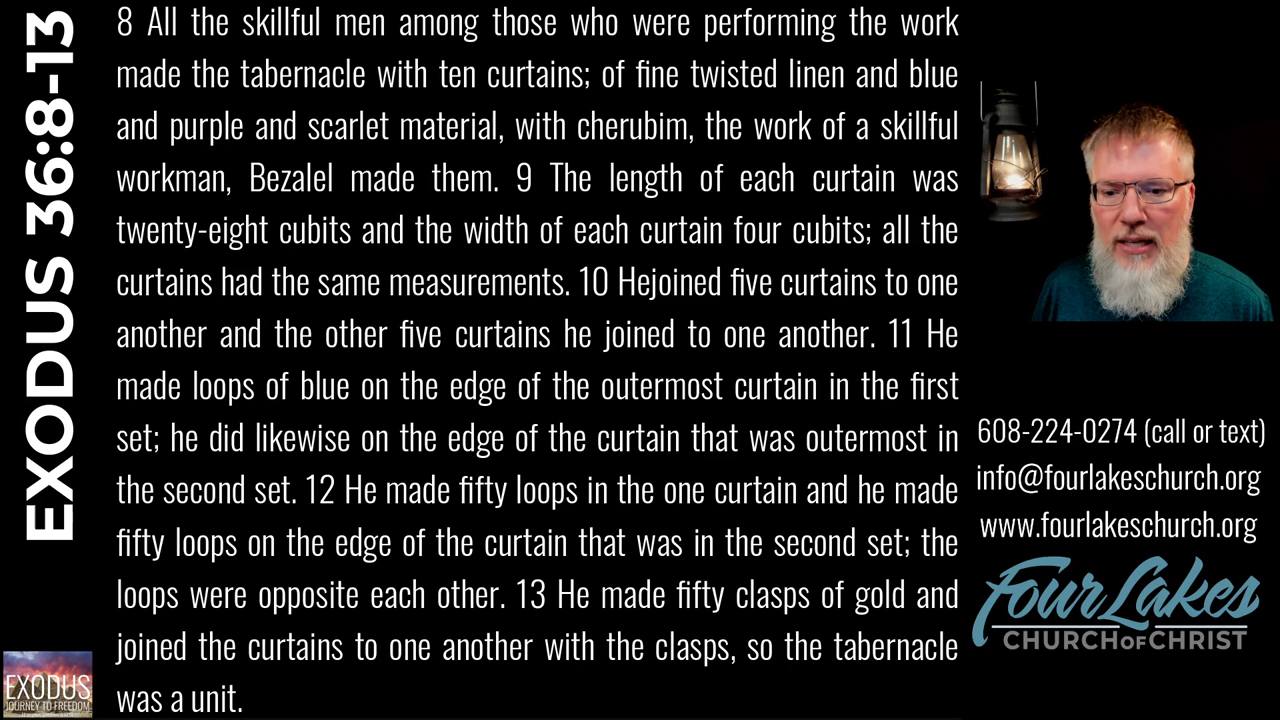 EXODUS 36:8-13
8 All the skillful men among those who were performing the work
made the tabernacle with ten curtains; of fine twisted linen and blue
and purple and scarlet material, with cherubim, the work of a skillful
workman, Bezalel made them. 9 The length of each curtain was
twenty-eight cubits and the width of each curtain four cubits; all the
curtains had the same measurements. 10 Hejoined five curtains to one
another and the other five curtains he joined to one another. 11 He
made loops of blue on the edge of the outermost curtain in the first
set; he did likewise on the edge of the curtain that was outermost in
the second set. 12 He made fifty loops in the one curtain and he made
fifty loops on the edge of the curtain that was in the second set; the
loops were opposite each other. 13 He made fifty clasps of gold and
joined the curtains to one another with the clasps, so the tabernacle
was a unit.
608-224-0274 (call or text)
info@fourlakeschurch.org
www.fourlakeschurch.org
Four Lakes
CHURCH OF CHRIST
EXODUS
JOURNEY TO FREEDOM